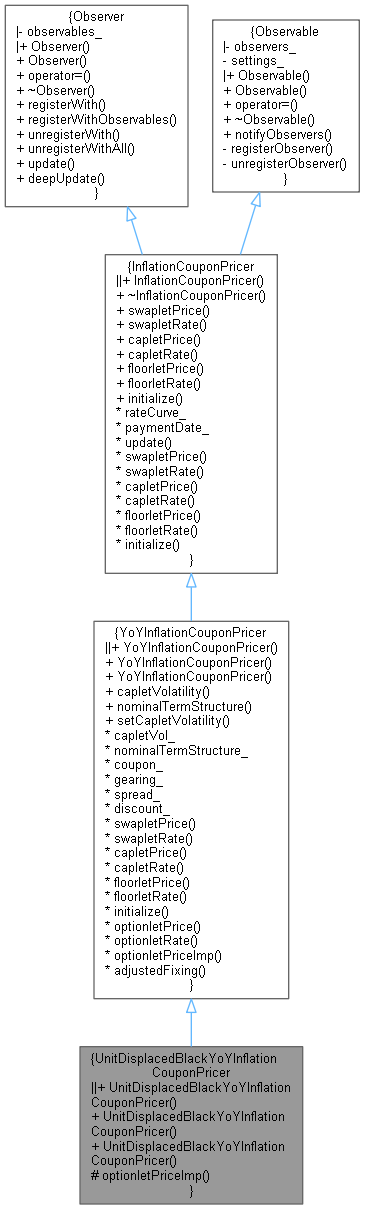 {Observer
|- observables_
|+ Observer()
+ Observer()
+ operator=()
+ ~Observer()
+ registerWith()
+ registerWithObservables()
+ unregisterWith()
+ unregisterWithAll()
+ update()
+ deepUpdate()
}
{Observable
|- observers_
- settings_
|+ Observable()
+ Observable()
+ operator=()
+ ~Observable()
+ notifyObservers()
- registerObserver()
- unregisterObserver()
}
{InflationCouponPricer
||+ InflationCouponPricer()
+ ~InflationCouponPricer()
+ swapletPrice()
+ swapletRate()
+ capletPrice()
+ capletRate()
+ floorletPrice()
+ floorletRate()
+ initialize()
* rateCurve_
* paymentDate_
* update()
* swapletPrice()
* swapletRate()
* capletPrice()
* capletRate()
* floorletPrice()
* floorletRate()
* initialize()
}
{YoYInflationCouponPricer
||+ YoYInflationCouponPricer()
+ YoYInflationCouponPricer()
+ YoYInflationCouponPricer()
+ capletVolatility()
+ nominalTermStructure()
+ setCapletVolatility()
* capletVol_
* nominalTermStructure_
* coupon_
* gearing_
* spread_
* discount_
* swapletPrice()
* swapletRate()
* capletPrice()
* capletRate()
* floorletPrice()
* floorletRate()
* initialize()
* optionletPrice()
* optionletRate()
* optionletPriceImp()
* adjustedFixing()
}
{UnitDisplacedBlackYoYInflation
CouponPricer
||+ UnitDisplacedBlackYoYInflation
CouponPricer()
+ UnitDisplacedBlackYoYInflation
CouponPricer()
+ UnitDisplacedBlackYoYInflation
CouponPricer()
# optionletPriceImp()
}